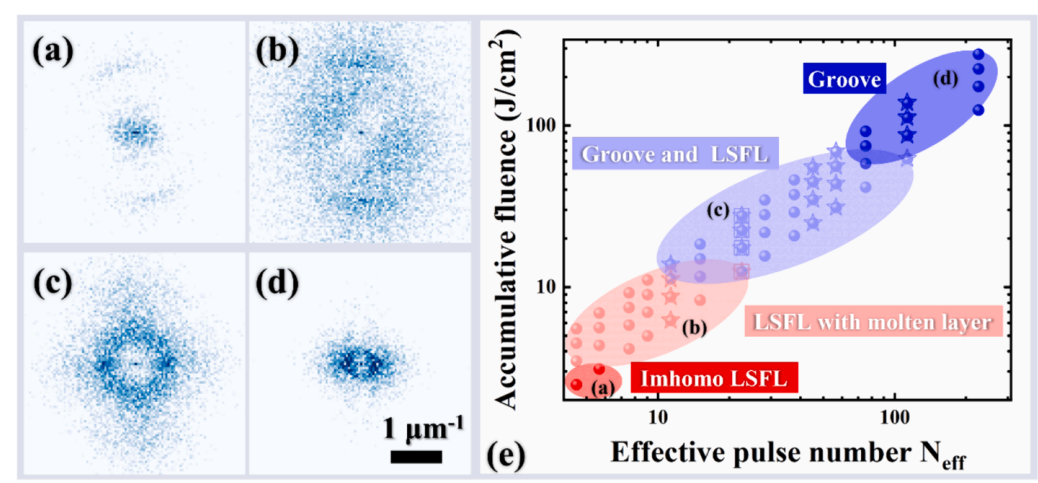 (a)
(b)
(c)
(d)
1 μm⁻¹
Accumulative fluence (J/cm²)
100
10
Groove
(d)
Groove and LSFL
(c)
(b)
LSFL with molten layer
(a)
Imhomo LSFL
10
100
(e)
Effective pulse number Neff